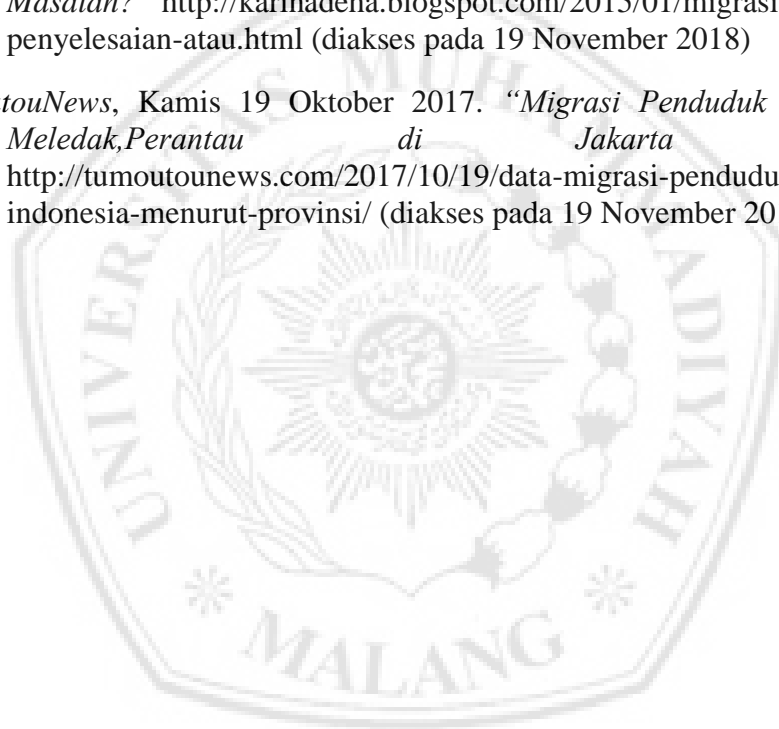 Masalah?" http://karinadena.blogspot.com/2015/01/migrasi
penyelesaian-atau.html (diakses pada 19 November 2018)
utouNews, Kamis 19 Oktober 2017. “Migrasi Penduduk
Meledak,Perantau di Jakarta
http://tumoutounews.com/2017/10/19/data-migrasi-pendudu
indonesia-menurut-provinsi/ (diakses pada 19 November 20
UNIVERSITAS MUHAMMADIYAH
MALANG